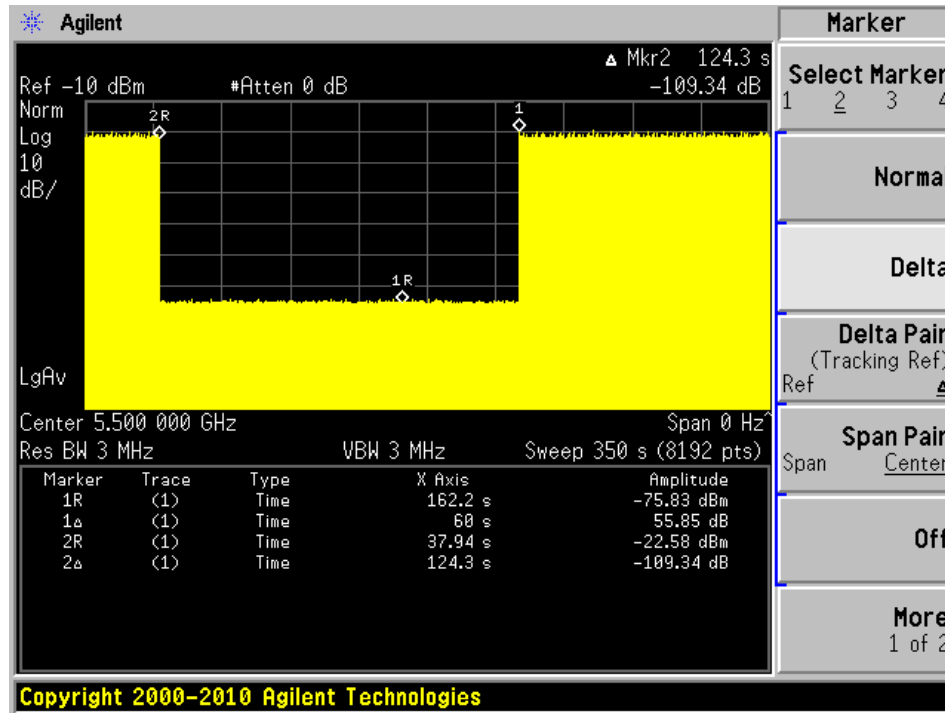 Agilent
Marker
Δ Mkr2 124.3 s
Ref -10 dBm #Atten 0 dB -109.34 dB
Norm
Log
10
dB/
2R
1
1R
LgAv
Center 5.500 000 GHz Span 0 Hz^
Res BW 3 MHz VBW 3 MHz Sweep 350 s (8192 pts)
Marker Trace Type X Axis Amplitude
1R (1) Time 162.2 s -75.83 dBm
1Δ (1) Time 60 s 55.85 dB
2R (1) Time 37.94 s -22.58 dBm
2Δ (1) Time 124.3 s -109.34 dB
Select Marker
1 2 3 4
Norma
Delta
Delta Pair
(Tracking Ref)
Ref Δ
Span Pair
Span Center
Off
More
1 of 2
Copyright 2000-2010 Agilent Technologies